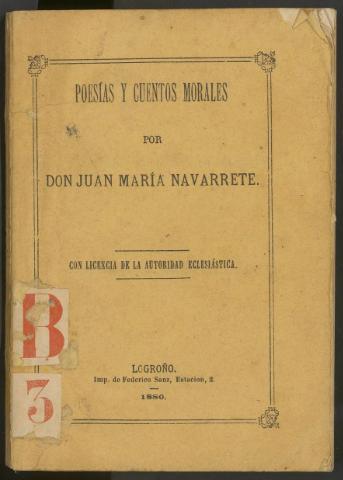 POESÍAS Y CUENTOS MORALES
POR
DON JUAN MARÍA NAVARRETE.
CON LICENCIA DE LA AUTORIDAD ECLESIÁSTICA.
B
3
LOGROÑO.
Imp. de Federico Sanz, Estacion, 2
1880.